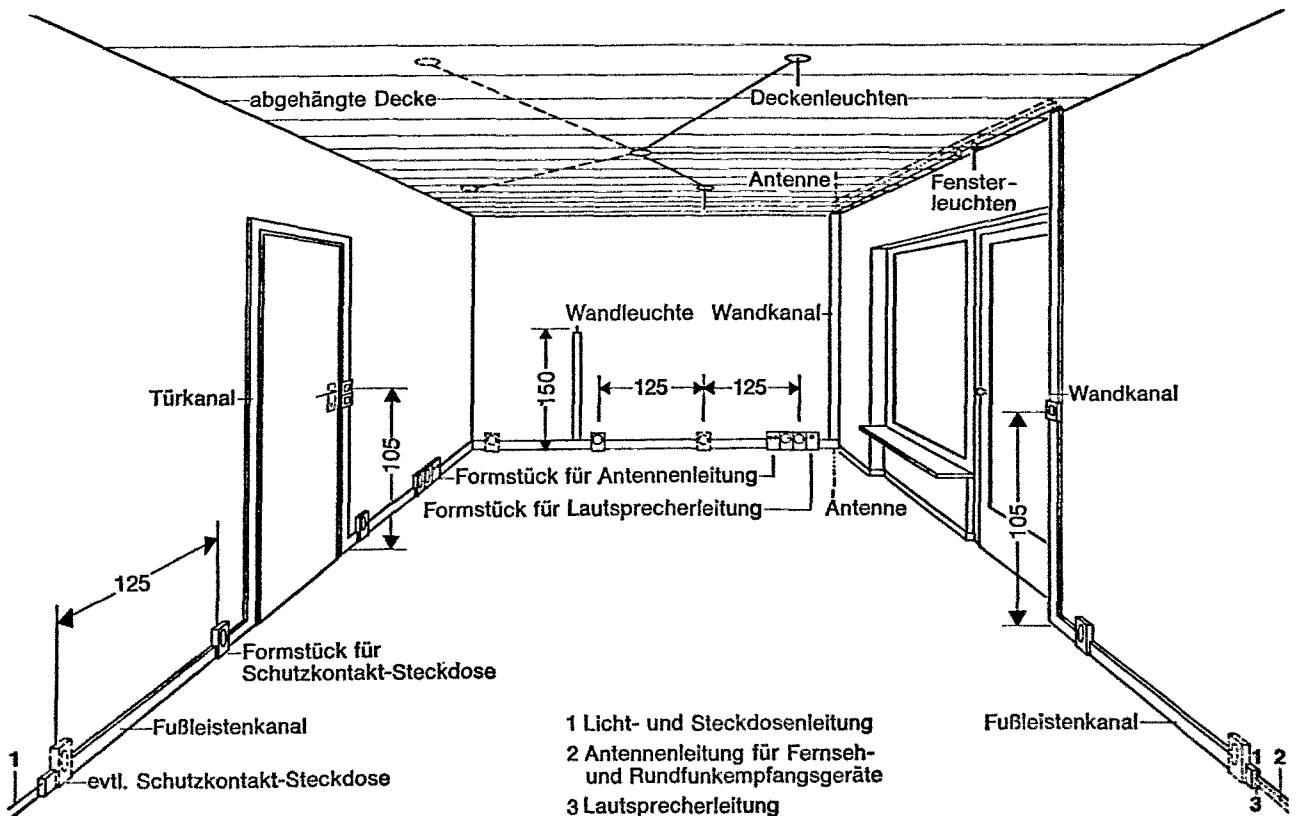 abgehängte Decke
Deckenleuchten
Antenne
Fenster-
leuchten
Wandleuchte
Wandkanal
150
125
125
Türkanal
105
Wandkanal
Formstück für Antennenleitung
Formstück für Lautsprecherleitung
Antenne
105
125
Formstück für
Schutzkontakt-Steckdose
Fußleistenkanal
Fußleistenkanal
1
evtl. Schutzkontakt-Steckdose
1 Licht- und Steckdosenleitung
2 Antennenleitung für Fernseh-
und Rundfunkempfangsgeräte
3 Lautsprecherleitung
1
2
3